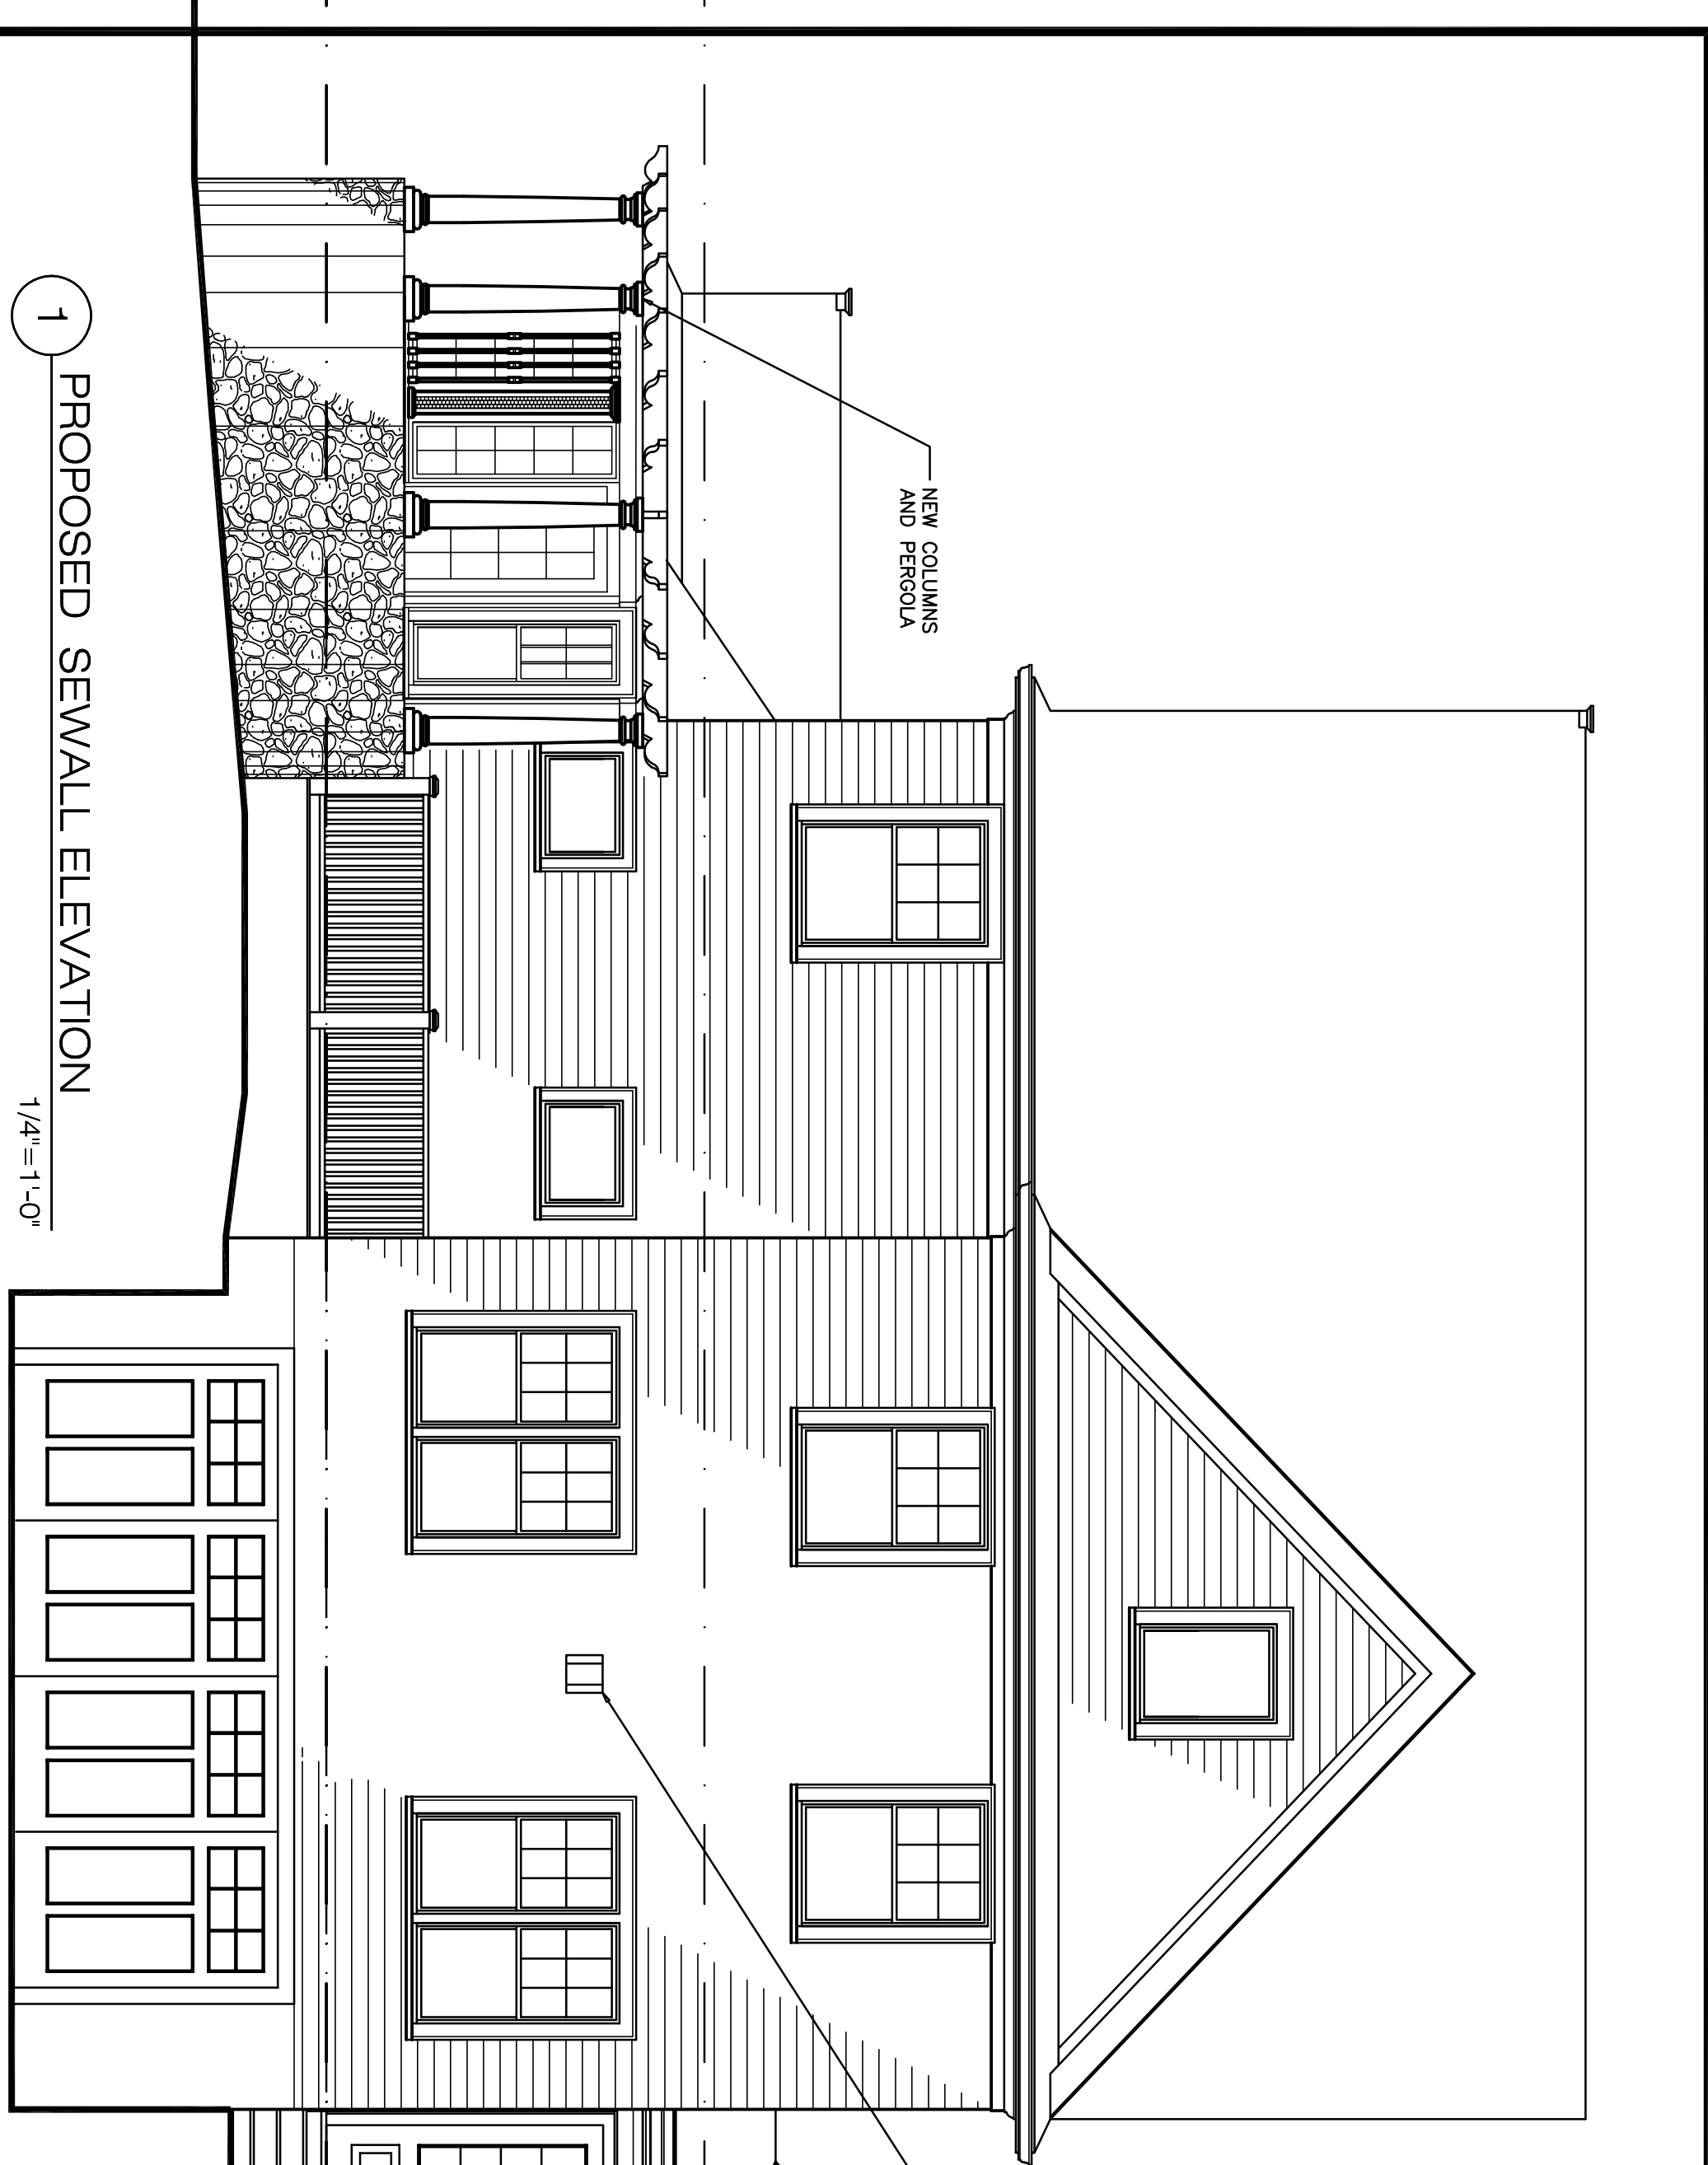 NEW COLUMNS
AND PERGOLA
1
PROPOSED SEWALL ELEVATION
1/4"=1'-0"